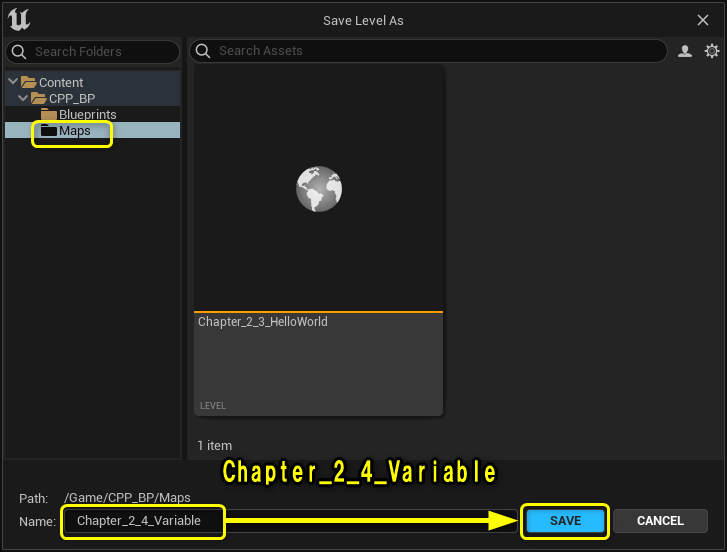 Save Level As
Search Folders
Search Assets
Content
CPP_BP
Blueprints
Maps
Chapter_2_3_HelloWorld
LEVEL
1 item
Chapter_2_4_Variable
Path: /Game/CPP_BP/Maps
Name: Chapter_2_4_Variable
SAVE
CANCEL